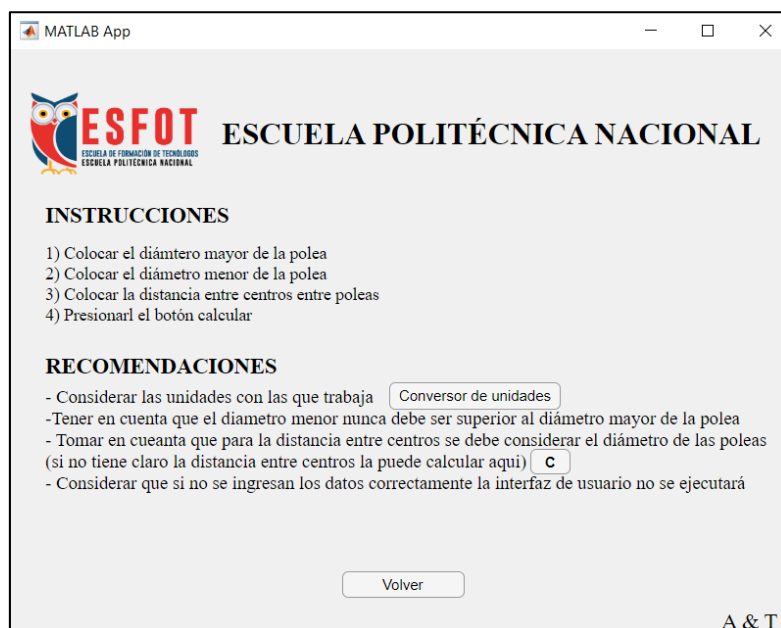 MATLAB App
ESFOT
ESCUELA DE FORMACIÓN DE TECNÓLOGOS
ESCUELA POLITÉCNICA NACIONAL
ESCUELA POLITÉCNICA NACIONAL
INSTRUCCIONES
1) Colocar el diámtero mayor de la polea
2) Colocar el diámetro menor de la polea
3) Colocar la distancia entre centros entre poleas
4) Presionarl el botón calcular
RECOMENDACIONES
- Considerar las unidades con las que trabaja Conversor de unidades
-Tener en cuenta que el diametro menor nunca debe ser superior al diámetro mayor de la polea
- Tomar en cueanta que para la distancia entre centros se debe considerar el diámetro de las poleas
(si no tiene claro la distancia entre centros la puede calcular aqui) C
- Considerar que si no se ingresan los datos correctamente la interfaz de usuario no se ejecutará
Volver
A & T